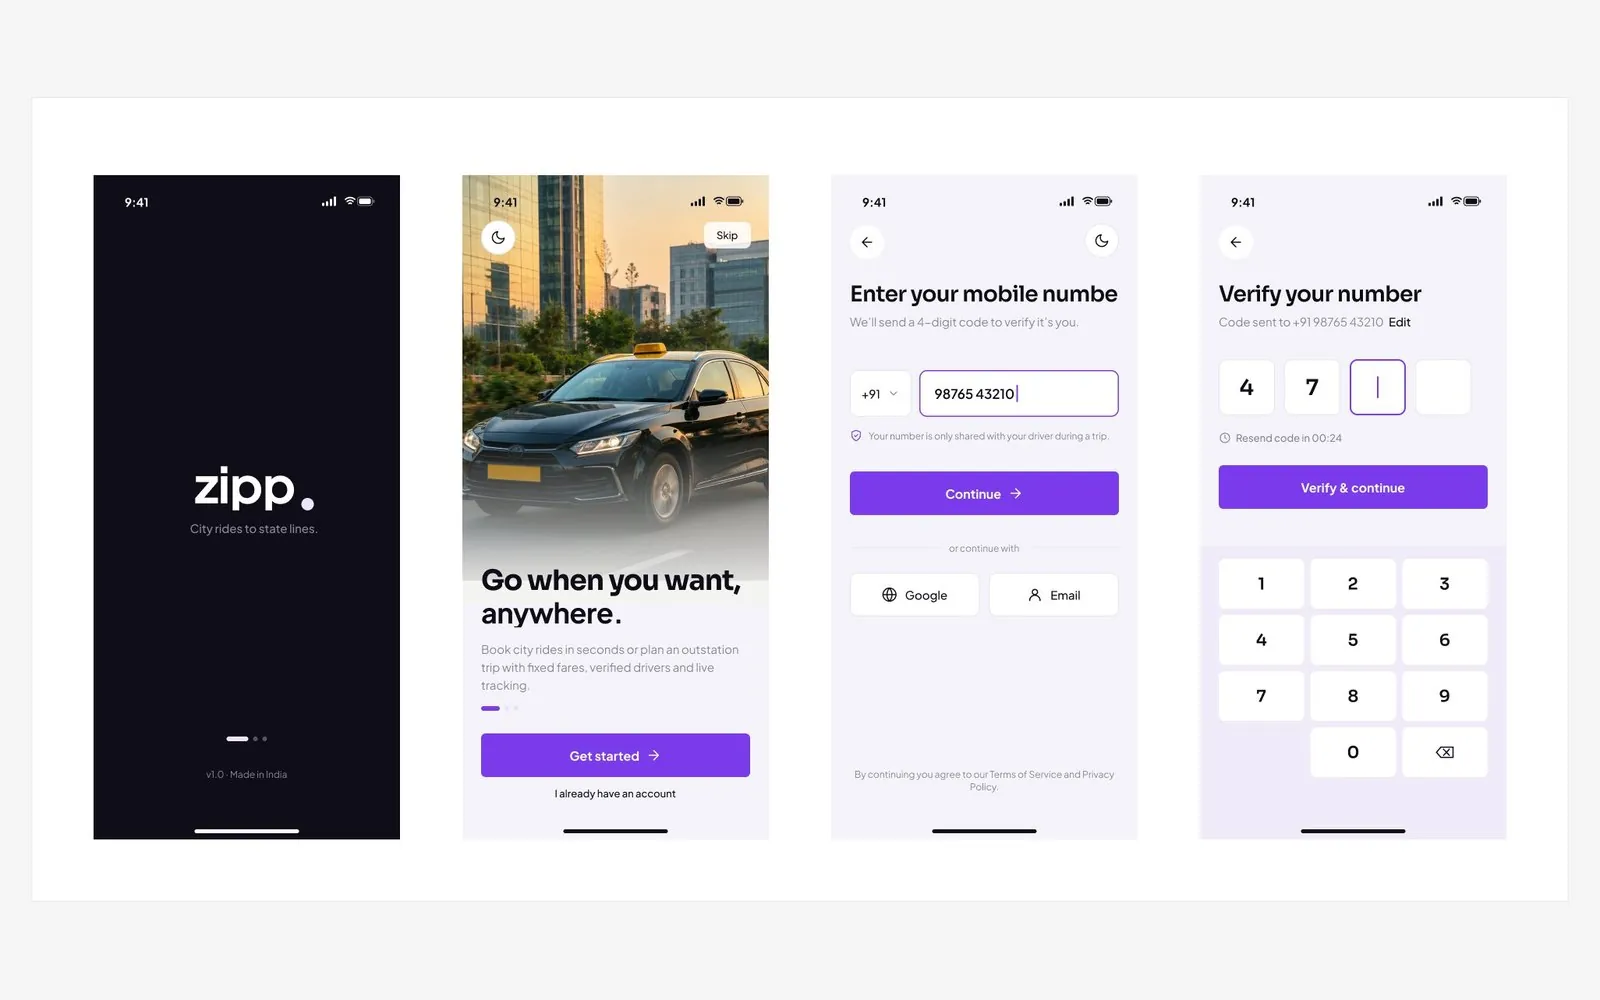 9:41
zipp.
City rides to state lines.
v1.0 · Made in India
9:41
Skip
Go when you want,
anywhere.
Book city rides in seconds or plan an outstation
trip with fixed fares, verified drivers and live
tracking.
Get started
I already have an account
9:41
Enter your mobile numbe
We'll send a 4-digit code to verify it's you.
+91
98765 43210
Your number is only shared with your driver during a trip.
Continue
or continue with
Google
Email
By continuing you agree to our Terms of Service and Privacy
Policy.
9:41
Verify your number
Code sent to +91 98765 43210 Edit
4 7
Resend code in 00:24
Verify & continue
1 2 3
4 5 6
7 8 9
0